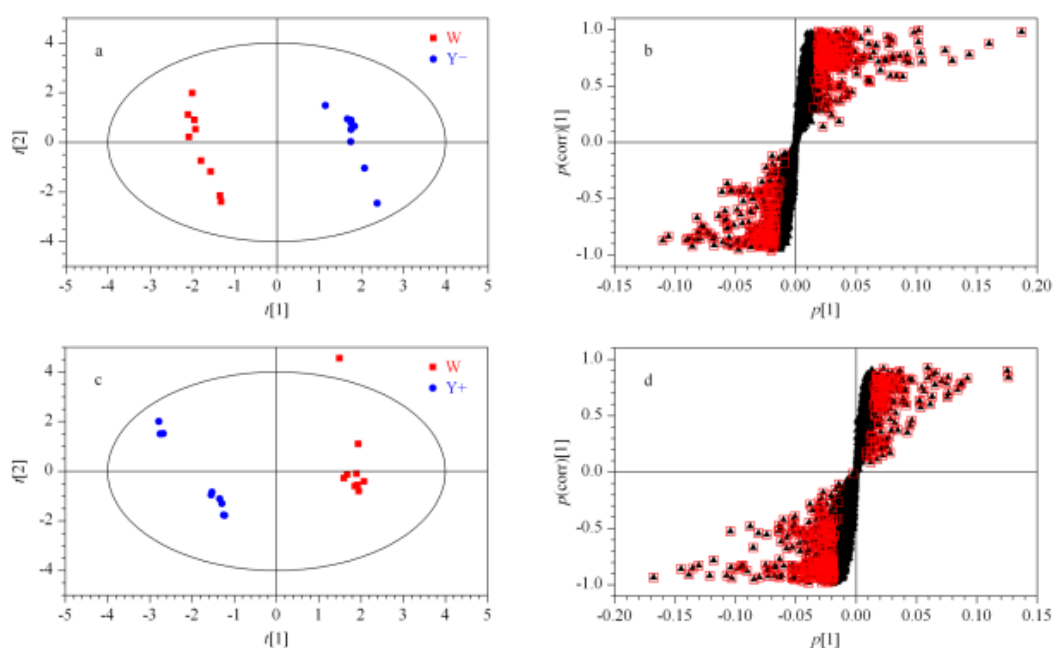 a
W
Y−
4
2
0
-2
-4
t[2]
-5 -4 -3 -2 -1 0 1 2 3 4 5
t[1]
b
1.0
0.5
0.0
-0.5
-1.0
p(corr)[1]
-0.15 -0.10 -0.05 0.00 0.05 0.10 0.15 0.20
p[1]
c
W
Y+
4
2
0
-2
-4
t[2]
-5 -4 -3 -2 -1 0 1 2 3 4 5
t[1]
d
1.0
0.5
0.0
-0.5
-1.0
p(corr)[1]
-0.20 -0.15 -0.10 -0.05 0.00 0.05 0.10 0.15
p[1]